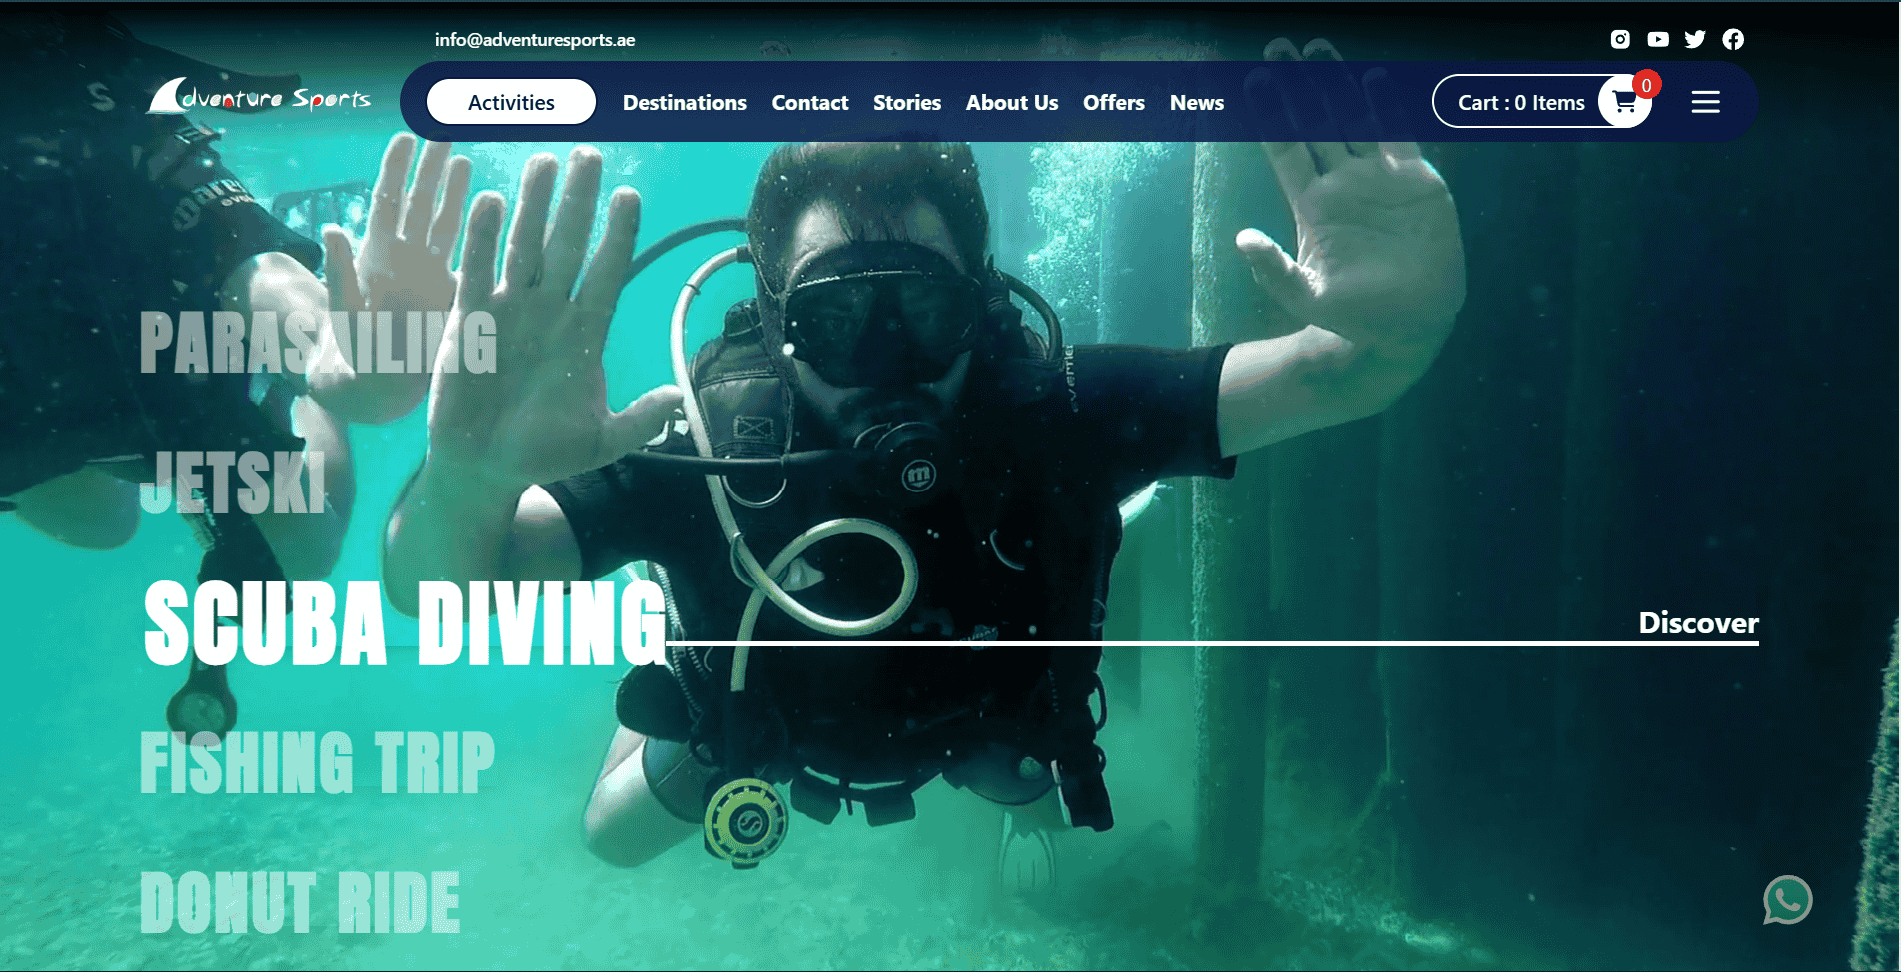 info@adventuresports.ae
Adventure Sports
Activities
Destinations
Contact
Stories
About Us
Offers
News
Cart : 0 Items
0
PARASAILING
JETSKI
SCUBA DIVING
Discover
FISHING TRIP
DONUT RIDE